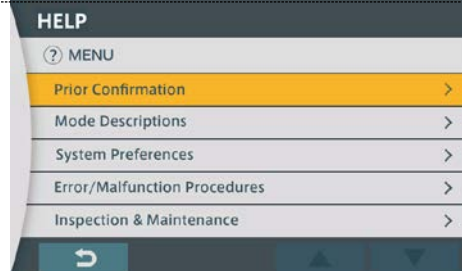 HELP
? MENU
Prior Confirmation
Mode Descriptions
System Preferences
Error/Malfunction Procedures
Inspection & Maintenance